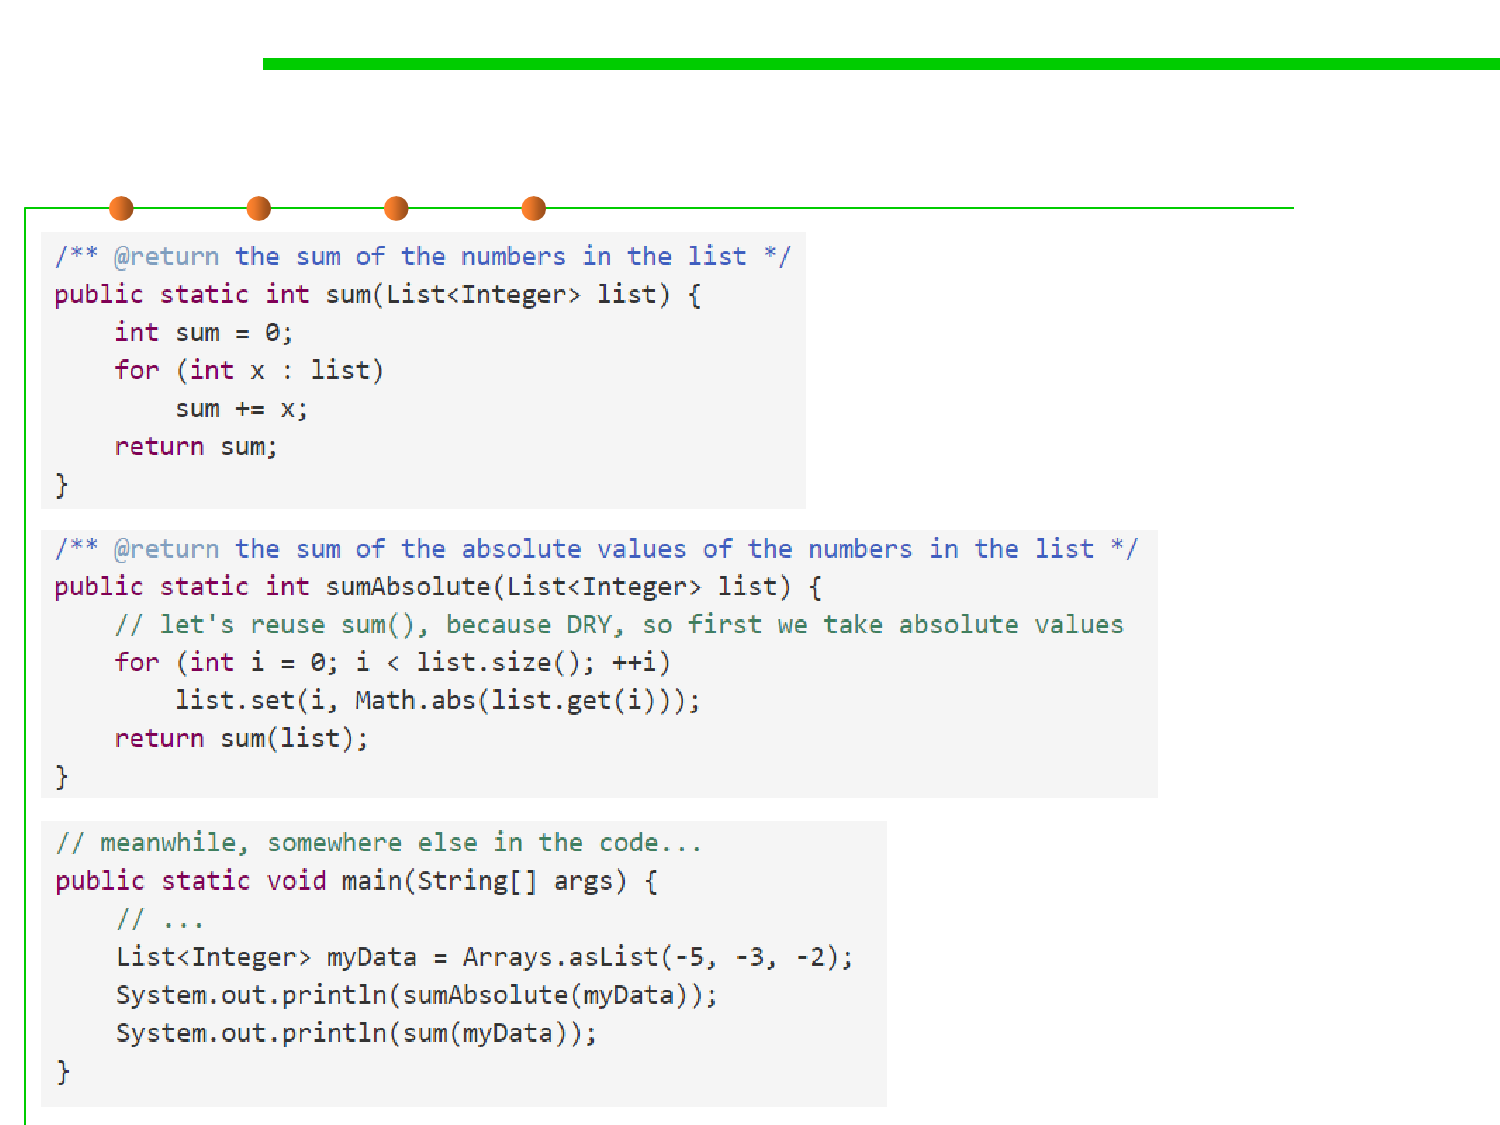 /** @return the sum of the numbers in the list */
public static int sum(List<Integer> list) {
    int sum = 0;
    for (int x : list)
        sum += x;
    return sum;
}
/** @return the sum of the absolute values of the numbers in the list */
public static int sumAbsolute(List<Integer> list) {
    // let's reuse sum(), because DRY, so first we take absolute values
    for (int i = 0; i < list.size(); ++i)
        list.set(i, Math.abs(list.get(i)));
    return sum(list);
}
// meanwhile, somewhere else in the code...
public static void main(String[] args) {
    // ...
    List<Integer> myData = Arrays.asList(-5, -3, -2);
    System.out.println(sumAbsolute(myData));
    System.out.println(sum(myData));
}